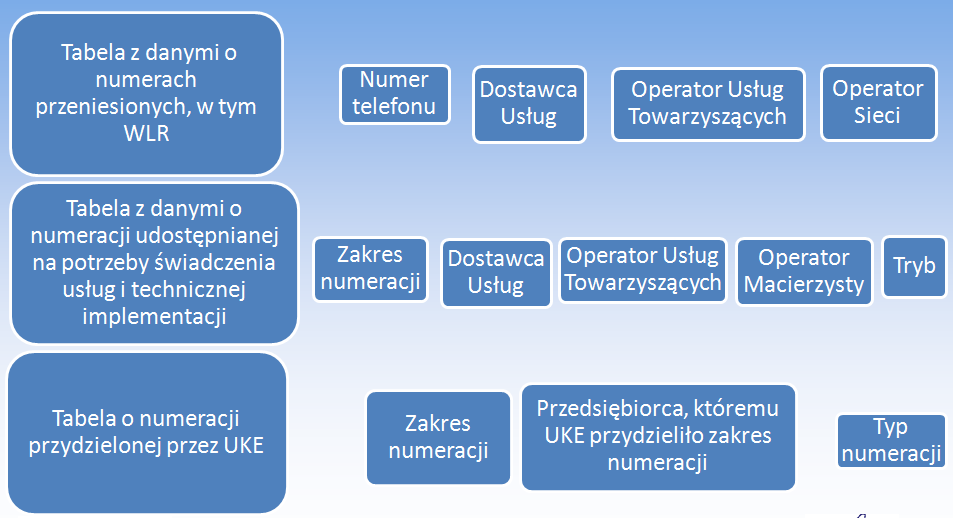 Tabela z danymi o
numerach
przeniesionych, w tym
WLR
Numer
telefonu
Dostawca
Usług
Operator Usług
Towarzyszących
Operator
Sieci
Tabela z danymi o
numeracji udostępnianej
na potrzeby świadczenia
usług i technicznej
implementacji
Zakres
numeracji
Dostawca
Usług
Operator Usług
Towarzyszących
Operator
Macierzysty
Tryb
Tabela o numeracji
przydzielonej przez UKE
Zakres
numeracji
Przedsiębiorca, któremu
UKE przydzieliło zakres
numeracji
Typ
numeracji